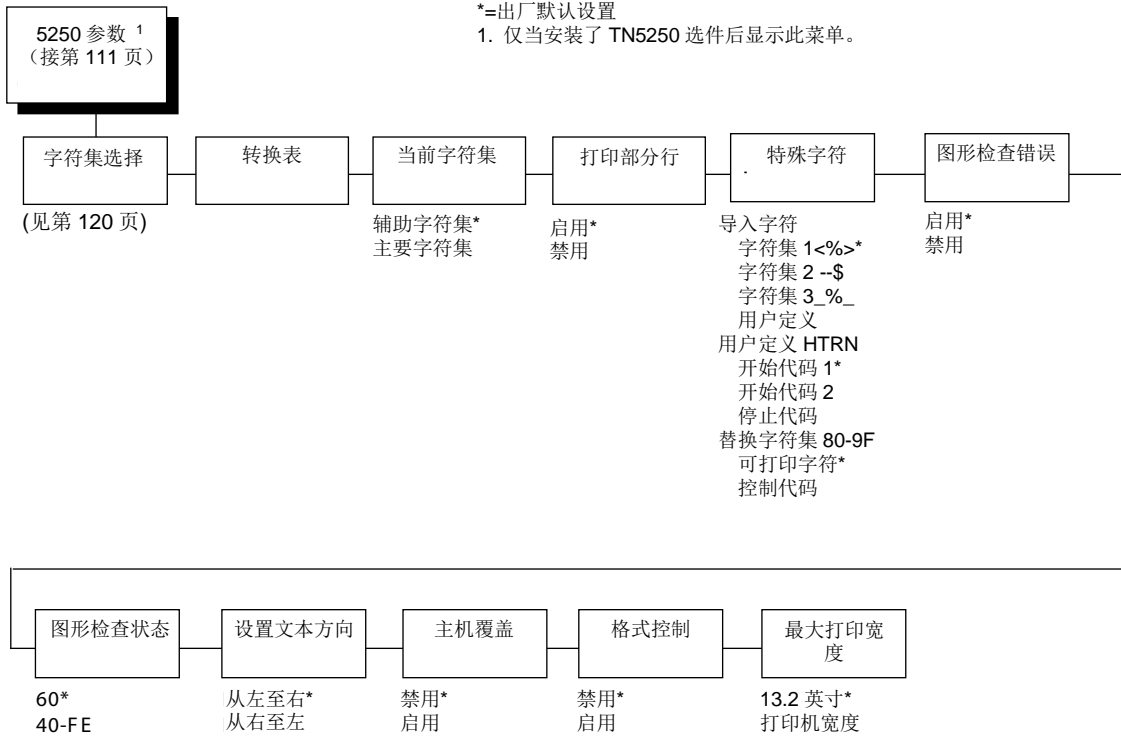 *=出厂默认设置
1. 仅当安装了 TN5250 选件后显示此菜单。
5250 参数 1
（接第 111 页）
字符集选择
(见第 120 页)
转换表
当前字符集
辅助字符集*
主要字符集
打印部分行
启用*
禁用
特殊字符
导入字符
字符集 1<%>*
字符集 2 --$
字符集 3_%_
用户定义
用户定义 HTRN
开始代码 1*
开始代码 2
停止代码
替换字符集 80-9F
可打印字符*
控制代码
图形检查错误
启用*
禁用
图形检查状态
60*
40-FE
设置文本方向
从左至右*
从右至左
主机覆盖
禁用*
启用
格式控制
禁用*
启用
最大打印宽
度
13.2 英寸*
打印机宽度